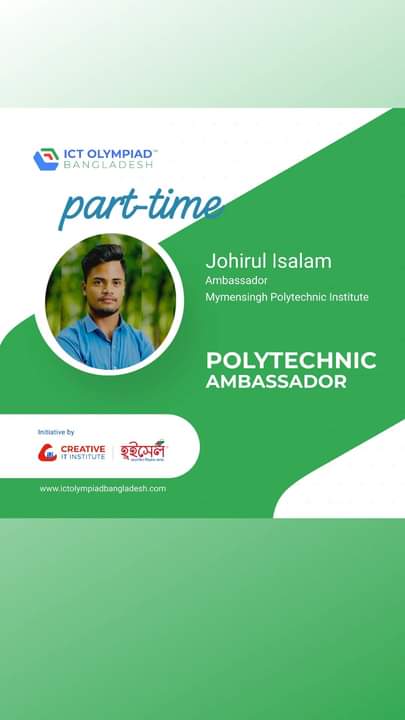 ICT OLYMPIAD™
BANGLADESH
part-time
Johirul Isalam
Ambassador
Mymensingh Polytechnic Institute
POLYTECHNIC
AMBASSADOR
Initiative by
CREATIVE
IT INSTITUTE
হুইসেল
www.ictolympiadbangladesh.com